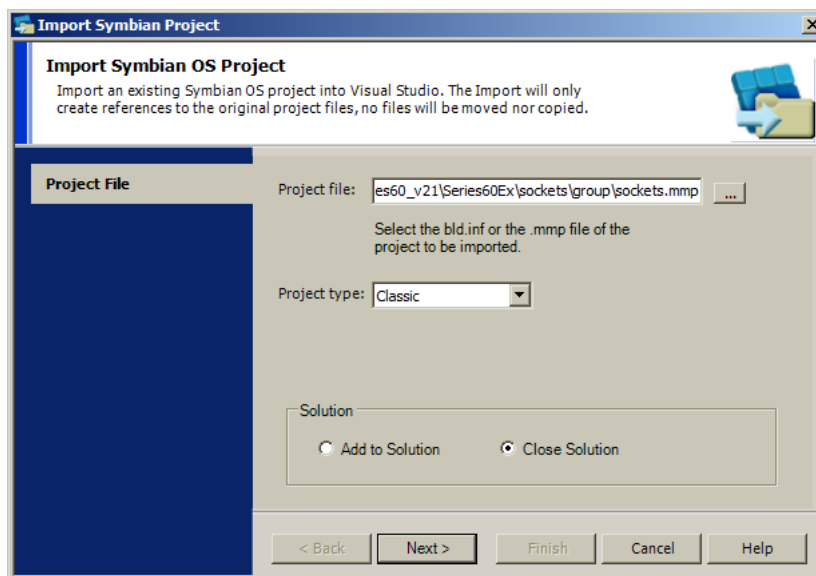 Import Symbian Project
Import Symbian OS Project
Import an existing Symbian OS project into Visual Studio. The Import will only
create references to the original project files, no files will be moved nor copied.
Project File
Project file: es60_v21\Series60Ex\sockets\group\sockets.mmp ...
Select the bld.inf or the .mmp file of the
project to be imported.
Project type: Classic
Solution
Add to Solution Close Solution
< Back Next > Finish Cancel Help